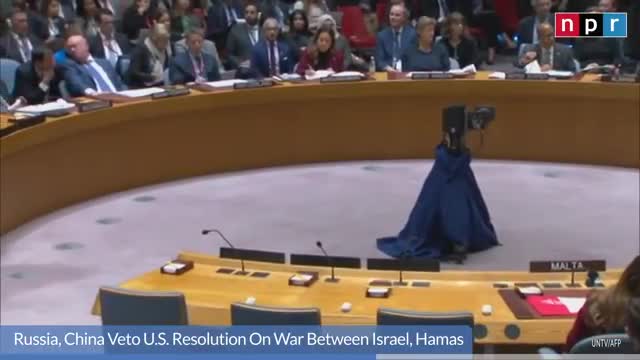 npr
MALTA
Russia, China Veto U.S. Resolution On War Between Israel, Hamas
UNTV/AFP